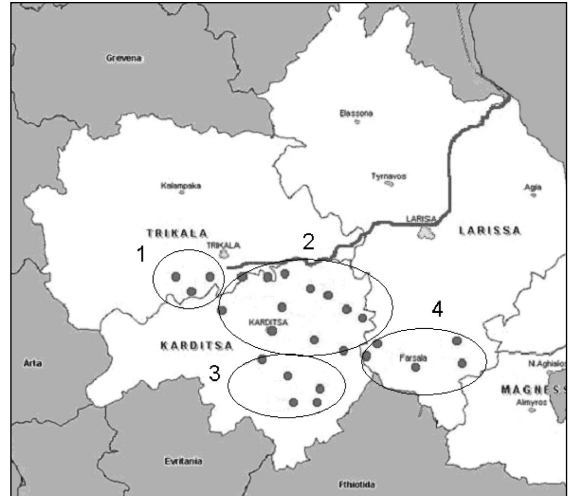 Grevena
Elassona
Kalampaka
Tyrnavos
Agia
TRIKALA
TRIKALA
LARISA
LARISSA
1
2
KARDITSA
KARDITSA
4
Farsala
Arta
3
N.Aghialos
MAGNESS
Almyros
Evritania
Fthiotida